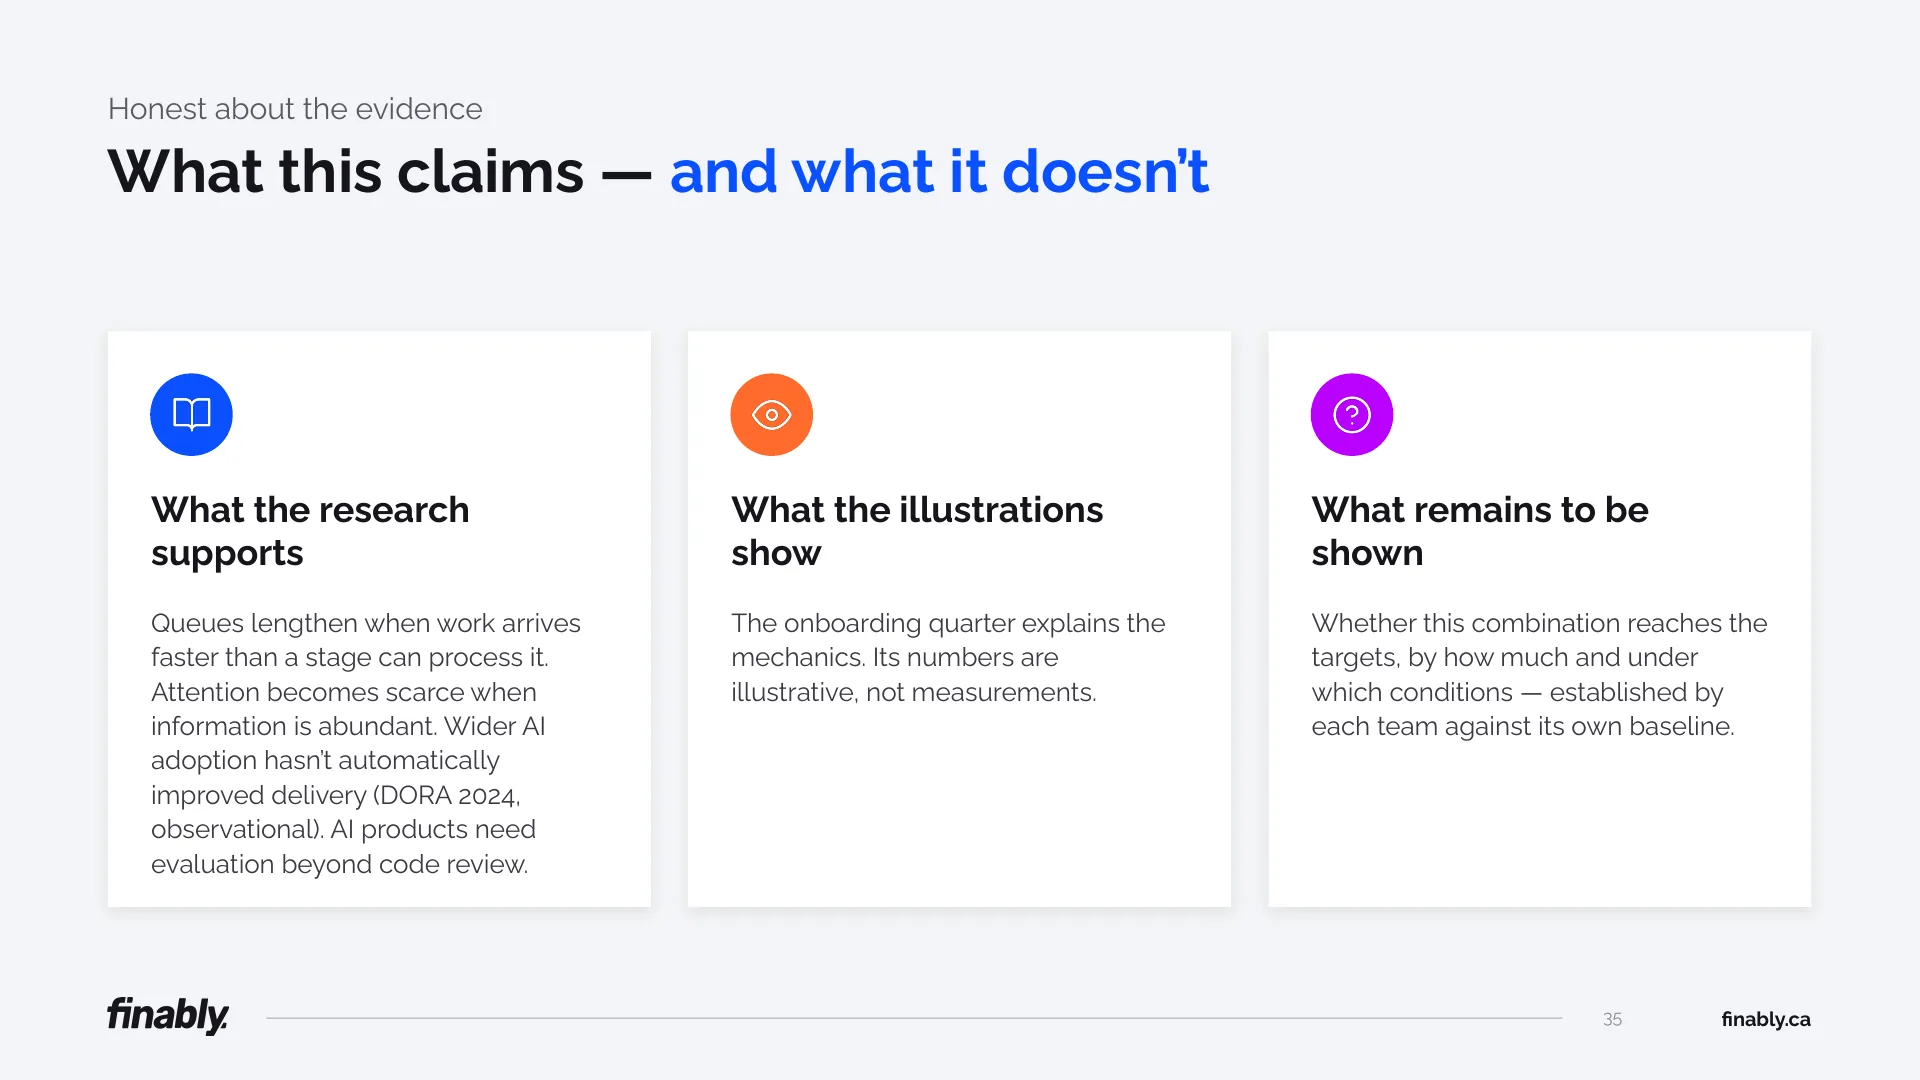 Honest about the evidence
What this claims — and what it doesn’t
What the research
supports
Queues lengthen when work arrives
faster than a stage can process it.
Attention becomes scarce when
information is abundant. Wider AI
adoption hasn’t automatically
improved delivery (DORA 2024,
observational). AI products need
evaluation beyond code review.
What the illustrations
show
The onboarding quarter explains the
mechanics. Its numbers are
illustrative, not measurements.
What remains to be
shown
Whether this combination reaches the
targets, by how much and under
which conditions — established by
each team against its own baseline.
finably.
35
finably.ca